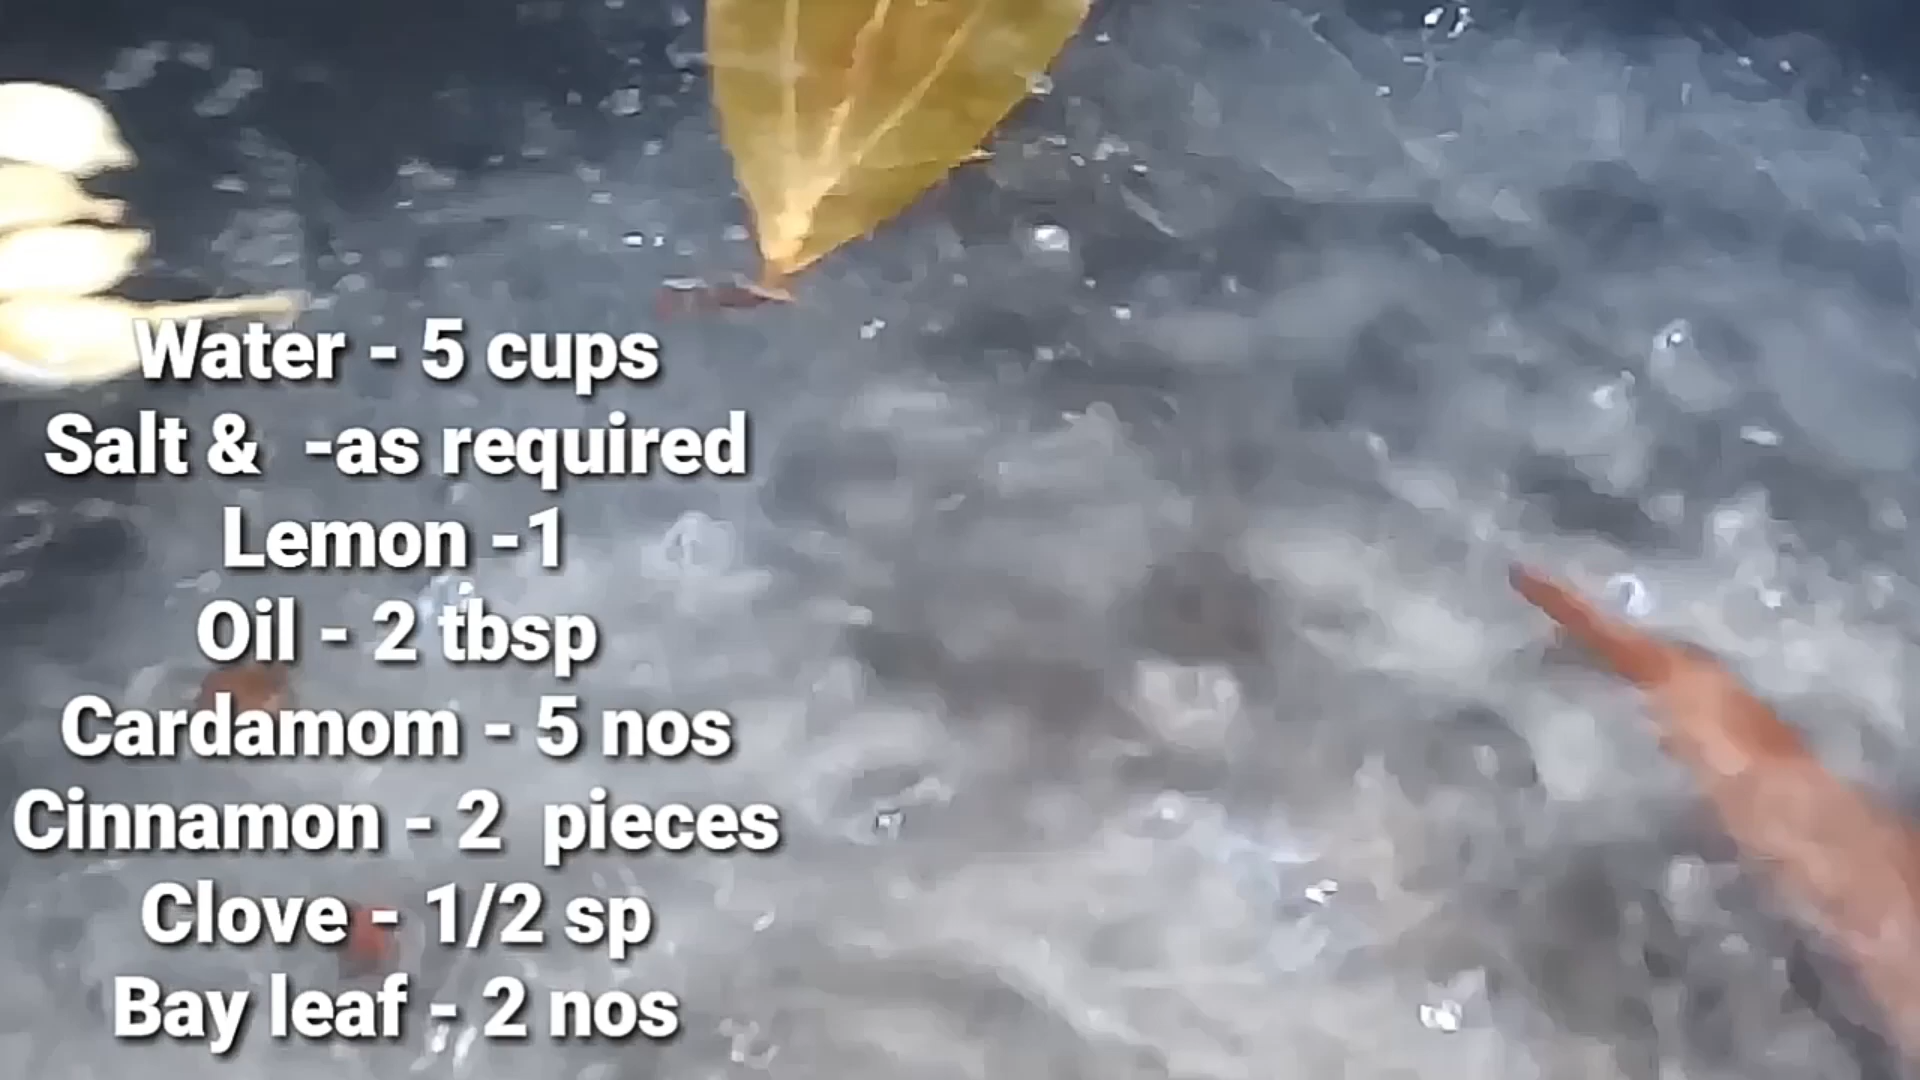 Water - 5 cups
Salt &  -as required
Lemon -1
Oil - 2 tbsp
Cardamom - 5 nos
Cinnamon - 2  pieces
Clove - 1/2 sp
Bay leaf - 2 nos